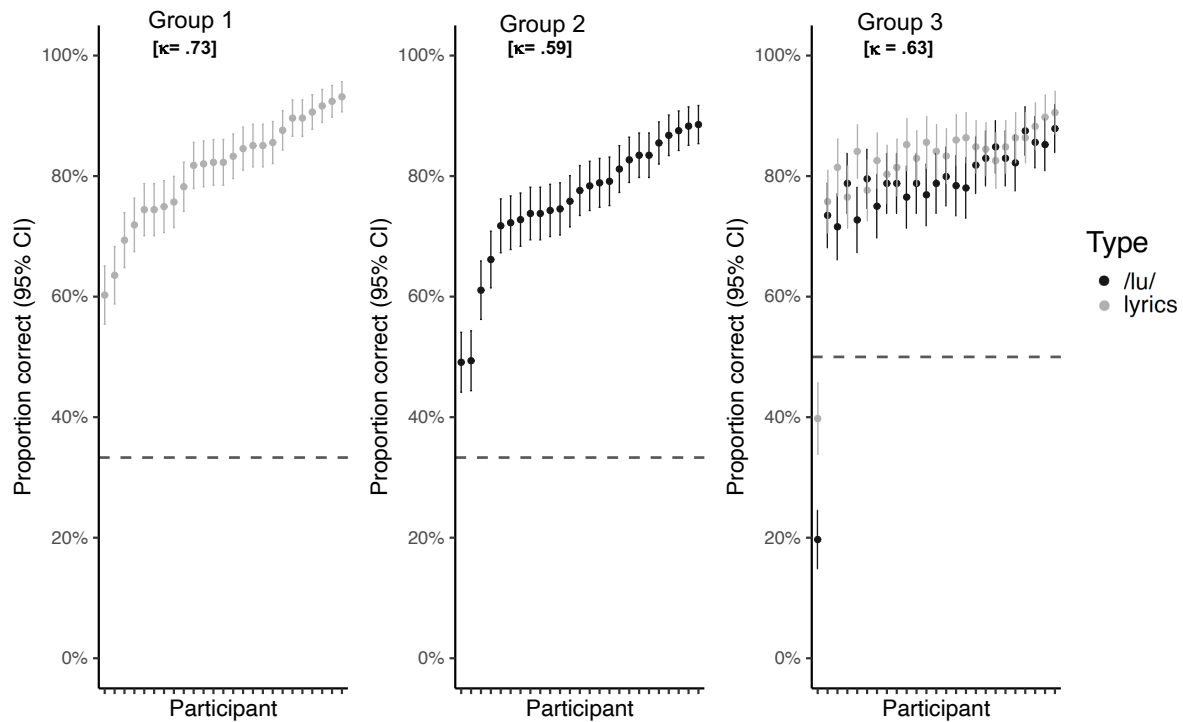 Group 1
[κ= .73]
Proportion correct (95% CI)
100%
80%
60%
40%
20%
0%
Participant
Group 2
[κ= .59]
Proportion correct (95% CI)
100%
80%
60%
40%
20%
0%
Participant
Group 3
[κ = .63]
Proportion correct (95% CI)
100%
80%
60%
40%
20%
0%
Participant
Type
/lu/
lyrics